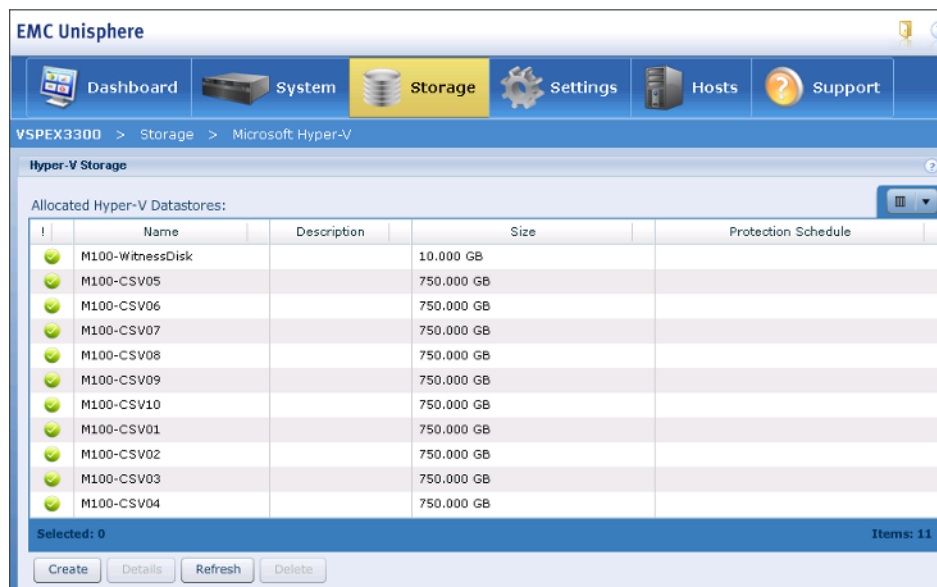 EMC Unisphere
Dashboard System Storage Settings Hosts Support
VSPEX3300 > Storage > Microsoft Hyper-V
Hyper-V Storage
?
Allocated Hyper-V Datastores:
! Name Description Size Protection Schedule
M100-WitnessDisk 10.000 GB
M100-CSV05 750.000 GB
M100-CSV06 750.000 GB
M100-CSV07 750.000 GB
M100-CSV08 750.000 GB
M100-CSV09 750.000 GB
M100-CSV10 750.000 GB
M100-CSV01 750.000 GB
M100-CSV02 750.000 GB
M100-CSV03 750.000 GB
M100-CSV04 750.000 GB
Selected: 0 Items: 11
Create Details Refresh Delete